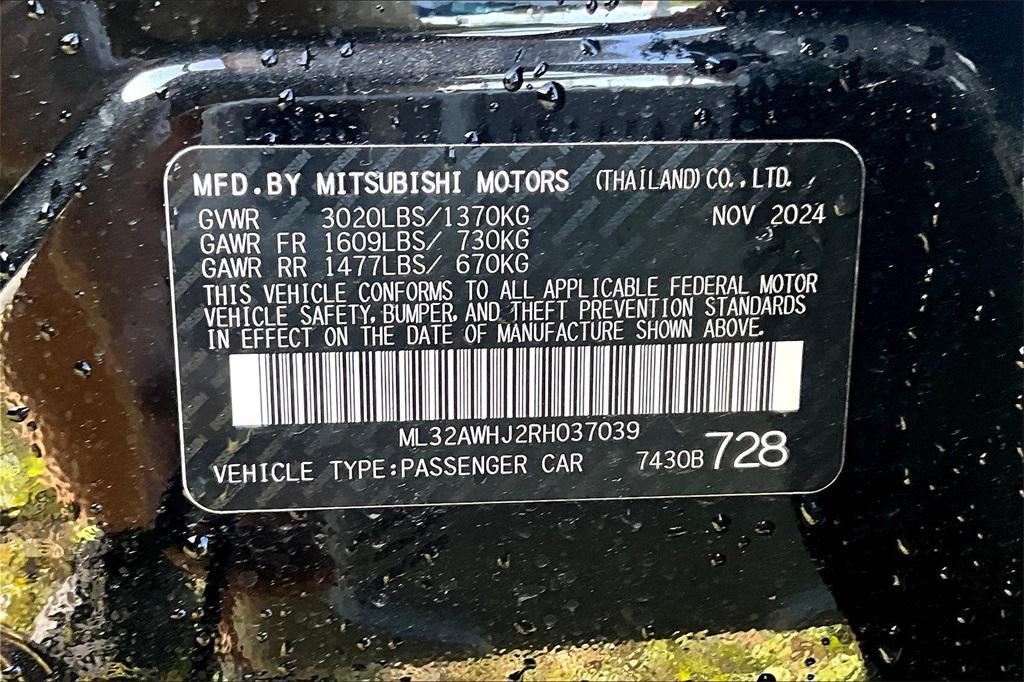 MFD.BY MITSUBISHI MOTORS (THAILAND) CO.,LTD.
GVWR 3020LBS/1370KG NOV 2024
GAWR FR 1609LBS/ 730KG
GAWR RR 1477LBS/ 670KG
THIS VEHICLE CONFORMS TO ALL APPLICABLE FEDERAL MOTOR
VEHICLE SAFETY, BUMPER, AND THEFT PREVENTION STANDARDS
IN EFFECT ON THE DATE OF MANUFACTURE SHOWN ABOVE.
ML32AWHJ2RH037039
VEHICLE TYPE:PASSENGER CAR 7430B 728